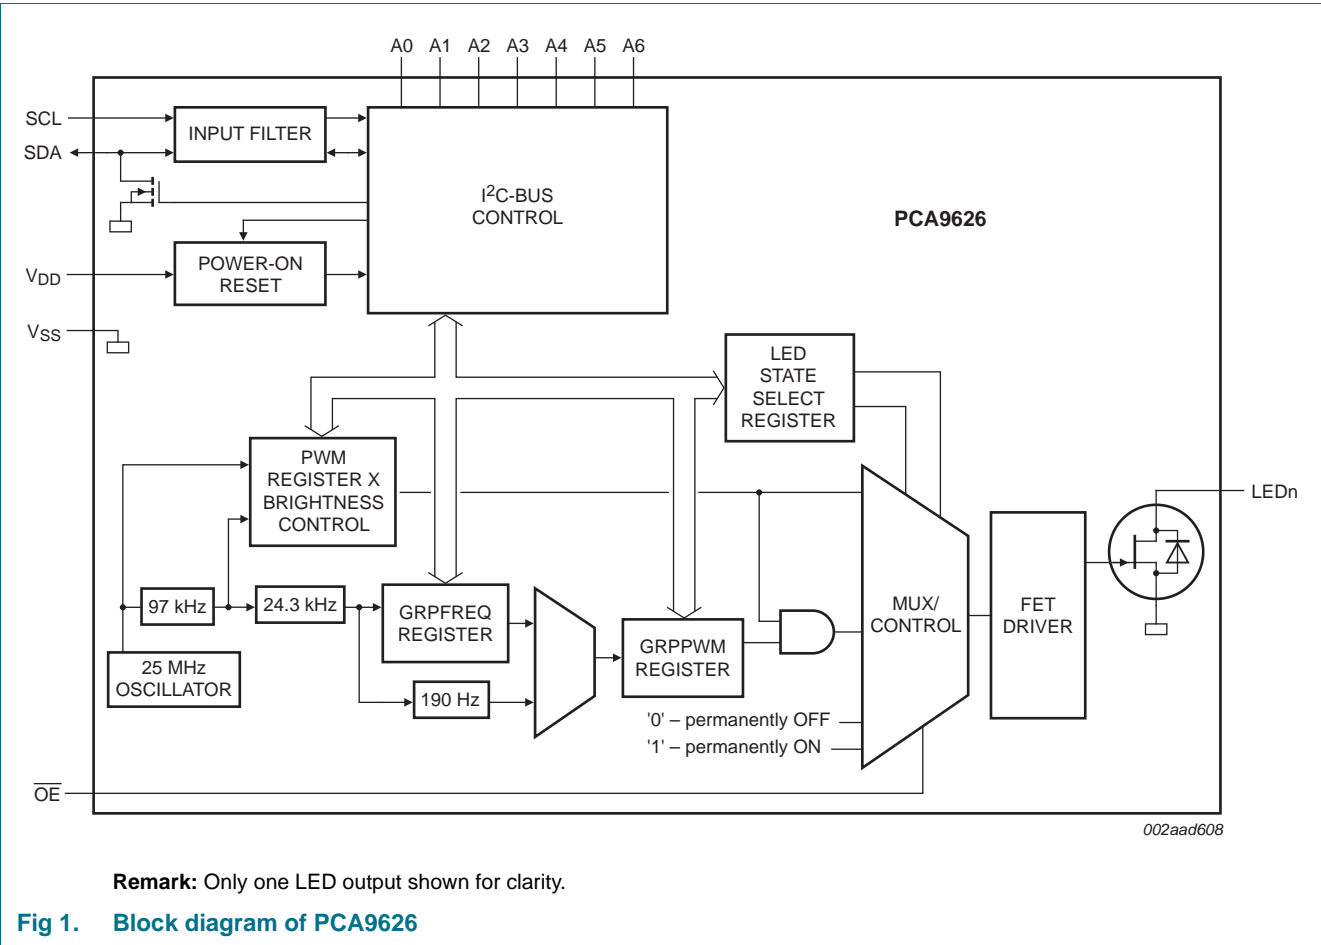 A0 A1 A2 A3 A4 A5 A6
SCL
SDA
INPUT FILTER
I2C-BUS
CONTROL
PCA9626
VDD
POWER-ON
RESET
VSS
LED
STATE
SELECT
REGISTER
PWM
REGISTER X
BRIGHTNESS
CONTROL
LEDn
97 kHz
24.3 kHz
GRPFREQ
REGISTER
MUX/
CONTROL
FET
DRIVER
25 MHz
OSCILLATOR
190 Hz
GRPPWM
REGISTER
'0' – permanently OFF
'1' – permanently ON
OE
002aad608
Remark: Only one LED output shown for clarity.
Fig 1. Block diagram of PCA9626